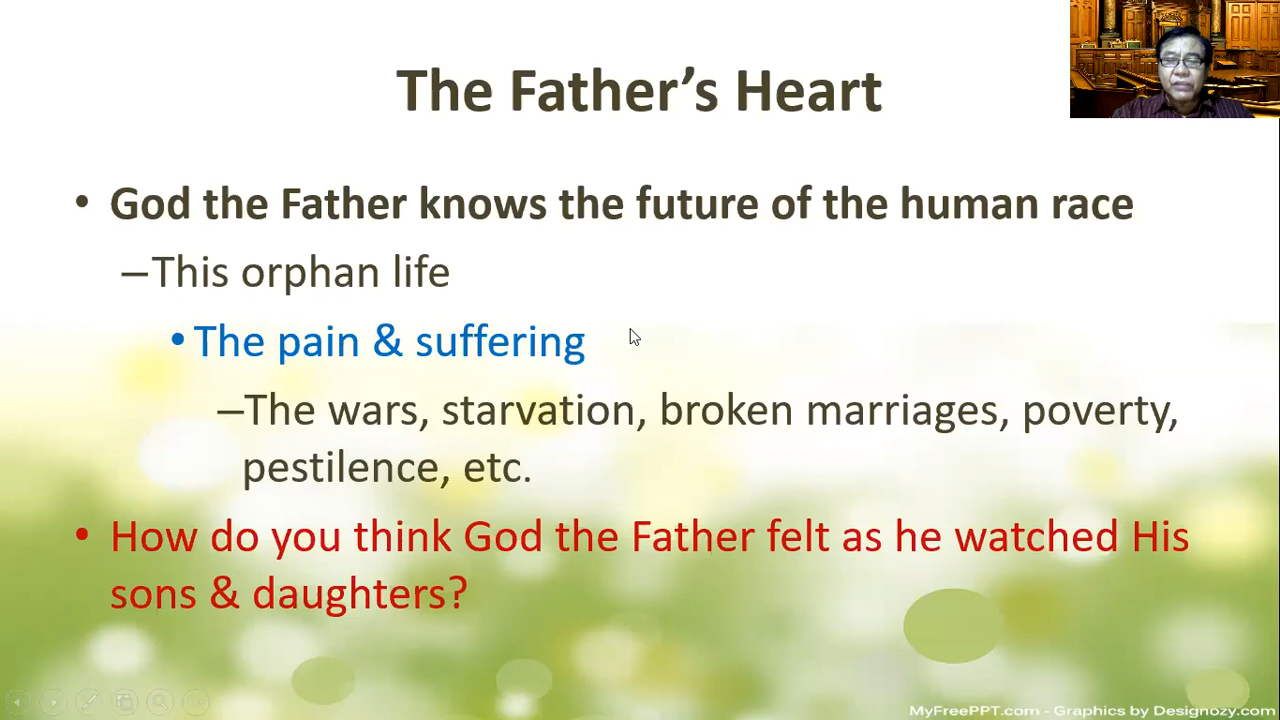 The Father’s Heart
• God the Father knows the future of the human race
–This orphan life
• The pain & suffering
–The wars, starvation, broken marriages, poverty,
pestilence, etc.
• How do you think God the Father felt as he watched His
sons & daughters?
MyFreePPT.com - Graphics by Designozy.com